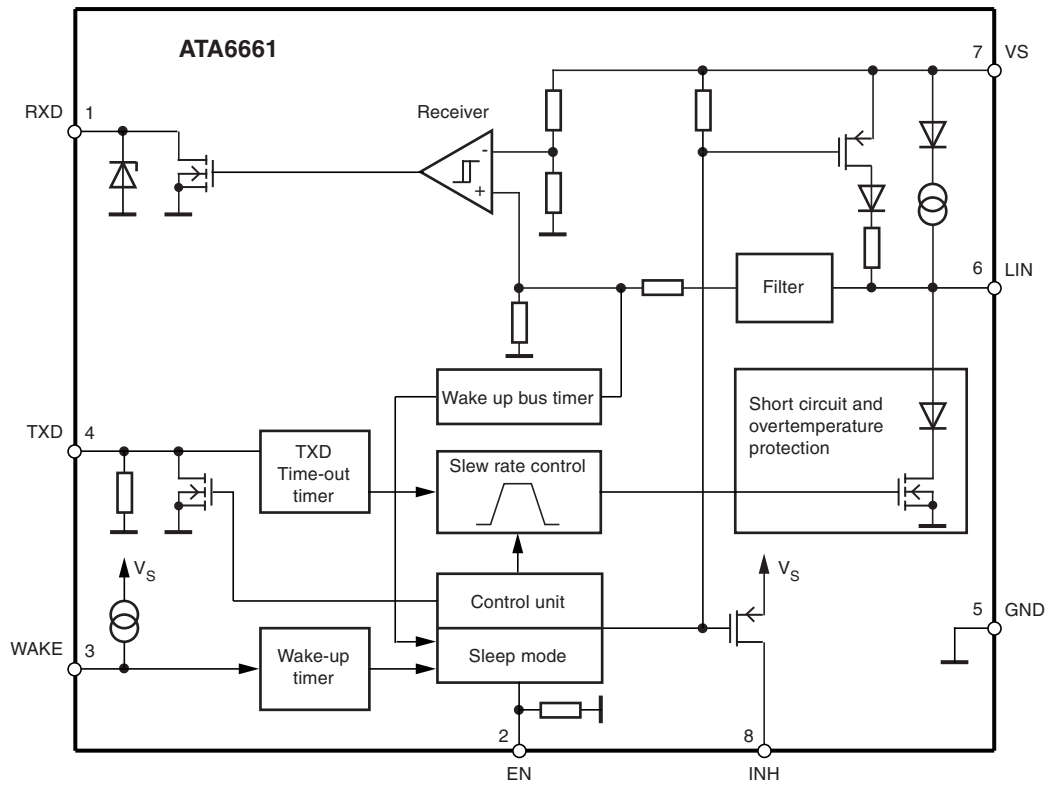 ATA6661
7
VS
RXD
1
Receiver
-
+
6
LIN
Filter
Wake up bus timer
Short circuit and
overtemperature
protection
TXD
4
TXD
Time-out
timer
Slew rate control
VS
VS
Control unit
5
GND
WAKE
3
Wake-up
timer
Sleep mode
2
8
EN
INH